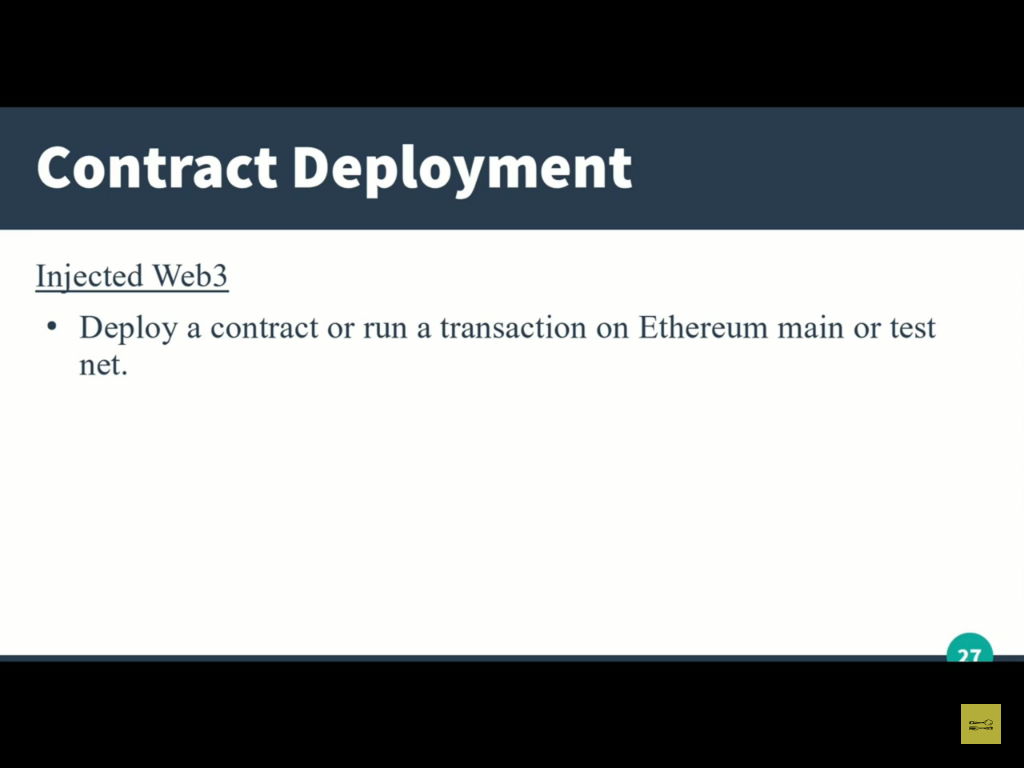 Contract Deployment
Injected Web3
• Deploy a contract or run a transaction on Ethereum main or test
net.
27